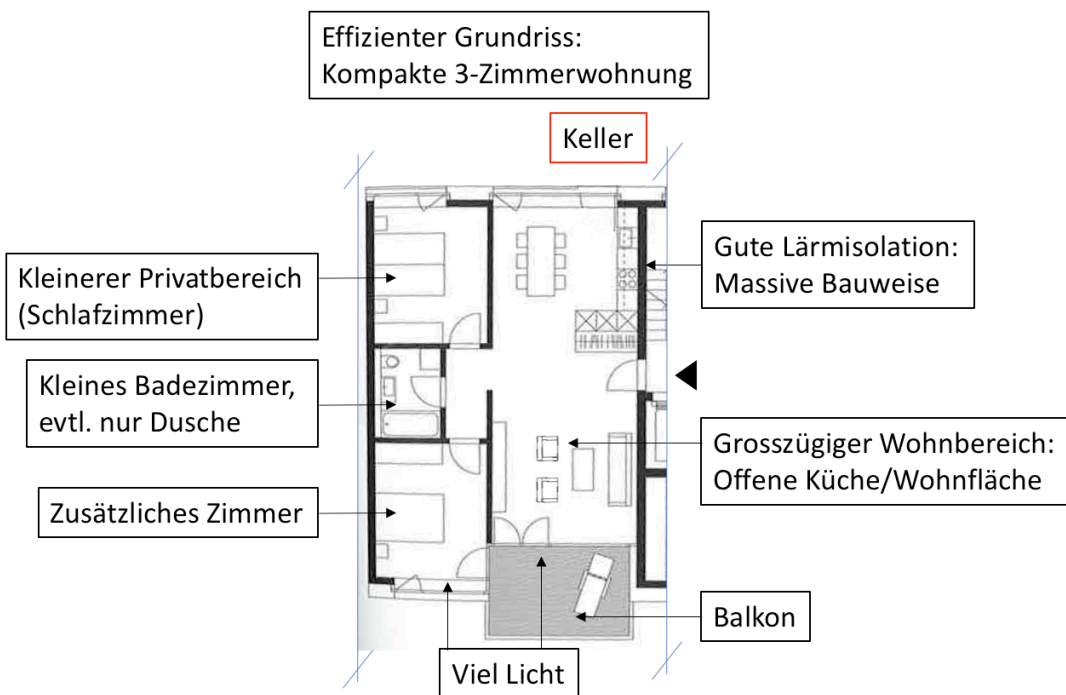 Effizienter Grundriss:
Kompakte 3-Zimmerwohnung
Keller
Gute Lärmisolation:
Massive Bauweise
Kleinerer Privatbereich
(Schlafzimmer)
Kleines Badezimmer,
evtl. nur Dusche
Grosszügiger Wohnbereich:
Offene Küche/Wohnfläche
Zusätzliches Zimmer
Balkon
Viel Licht